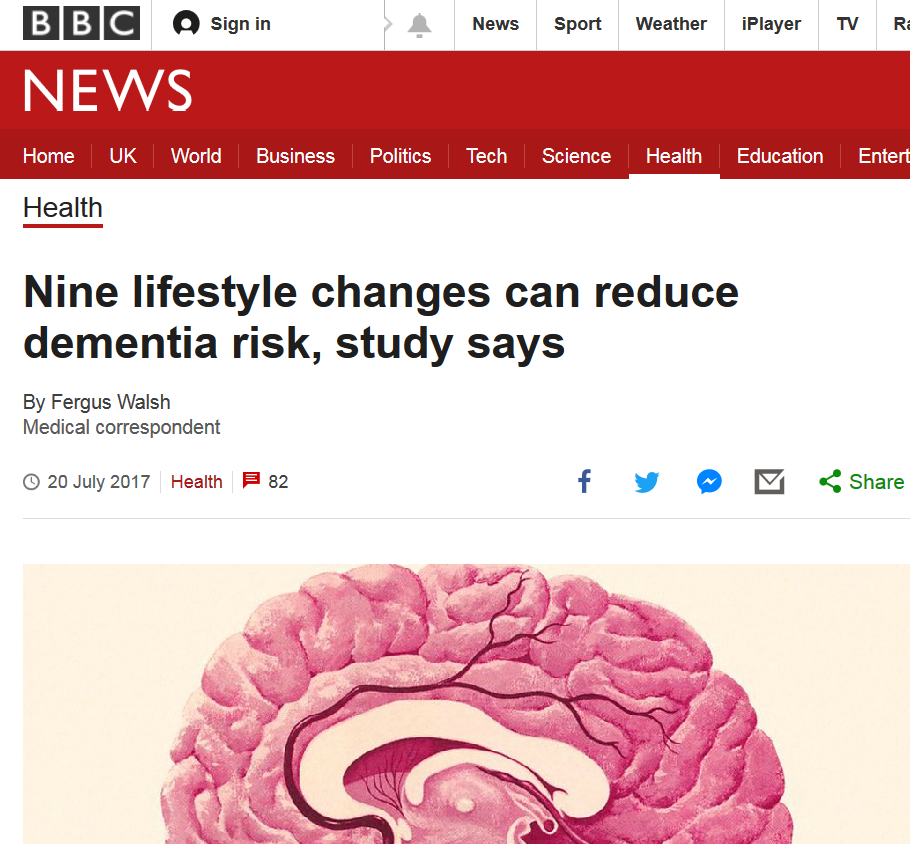 BBC Sign in News Sport Weather iPlayer TV
NEWS
Home UK World Business Politics Tech Science Health Education
Health
Nine lifestyle changes can reduce
dementia risk, study says
By Fergus Walsh
Medical correspondent
20 July 2017 Health 82 Share